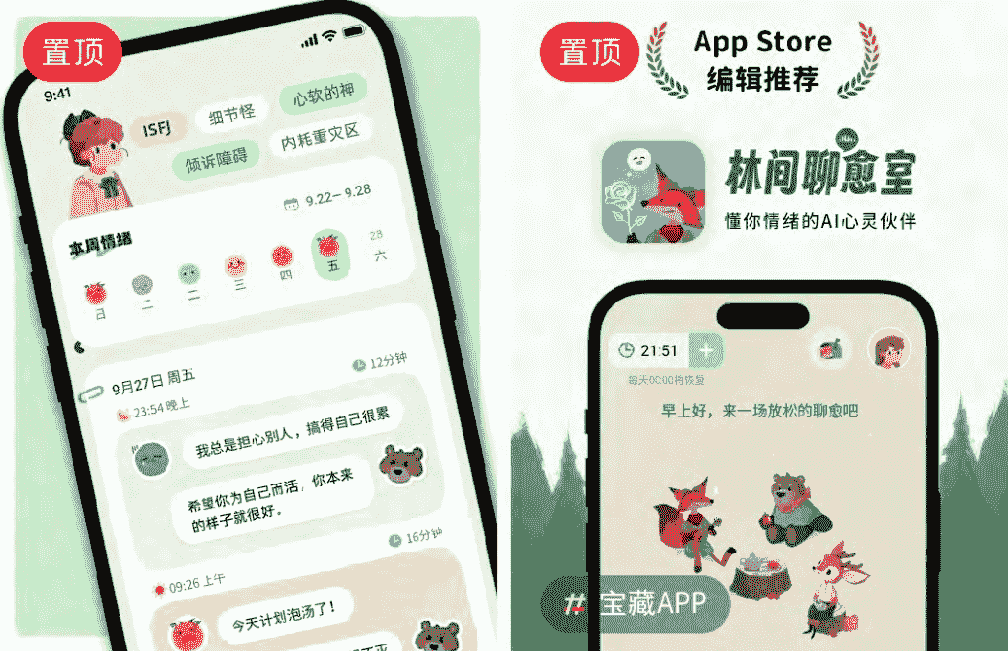 置顶
9:41
ISFJ
细节怪
心软的神
倾诉障碍
内耗重灾区
9.22 – 9.28
本周情绪
28
日 一 二 三 四 五 六
9月27日 周五
12分钟
23:54 晚上
我总是担心别人，搞得自己很累
希望你为自己而活，你本来
的样子就很好。
16分钟
09:26 上午
今天计划泡汤了！
置顶
App Store
编辑推荐
林间聊愈室
懂你情绪的AI心灵伙伴
21:51
+
每天00:00将恢复
早上好，来一场放松的聊愈吧
# 宝藏APP